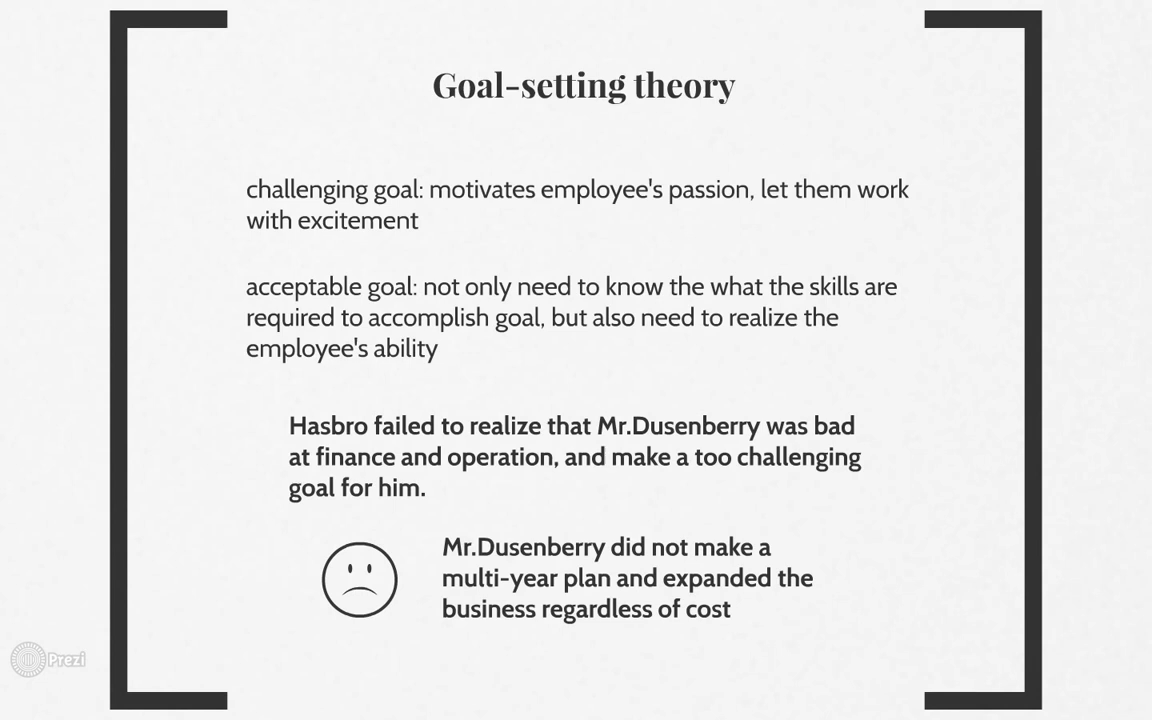 Goal-setting theory
challenging goal: motivates employee's passion, let them work
with excitement
acceptable goal: not only need to know the what the skills are
required to accomplish goal, but also need to realize the
employee's ability
Hasbro failed to realize that Mr.Dusenberry was bad
at finance and operation, and make a too challenging
goal for him.
Mr.Dusenberry did not make a
multi-year plan and expanded the
business regardless of cost
Prezi